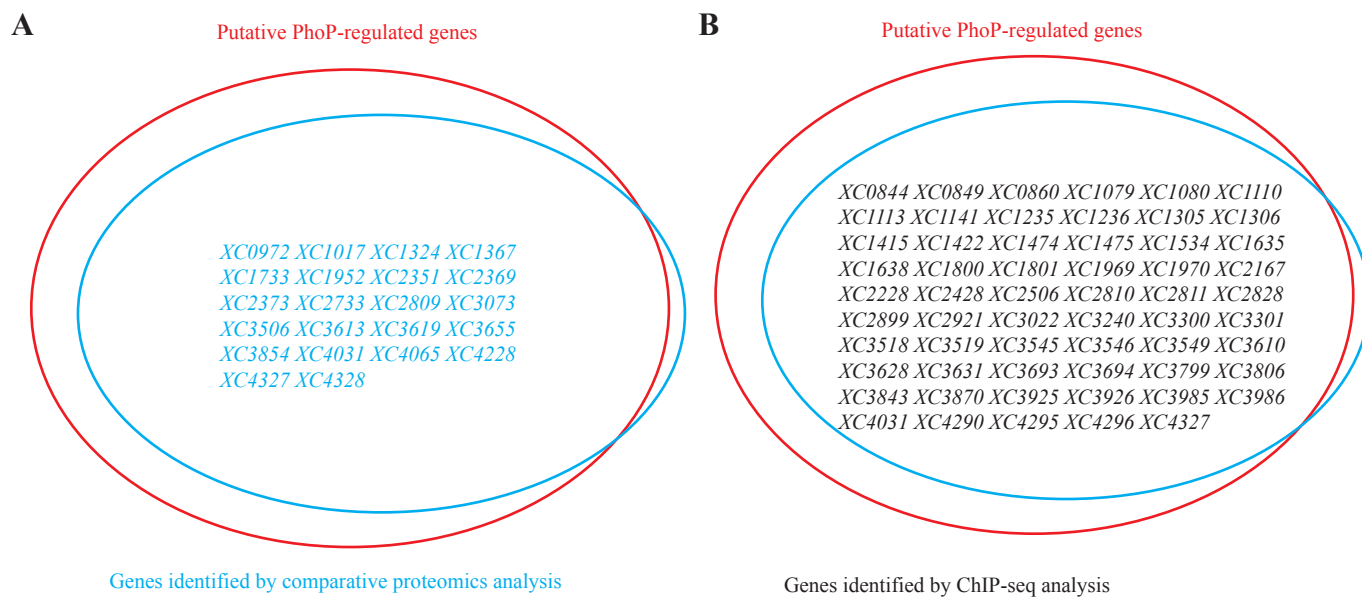 A
Putative PhoP-regulated genes
XC0972 XC1017 XC1324 XC1367
XC1733 XC1952 XC2351 XC2369
XC2373 XC2733 XC2809 XC3073
XC3506 XC3613 XC3619 XC3655
XC3854 XC4031 XC4065 XC4228
XC4327 XC4328
Genes identified by comparative proteomics analysis
B
Putative PhoP-regulated genes
XC0844 XC0849 XC0860 XC1079 XC1080 XC1110
XC1113 XC1141 XC1235 XC1236 XC1305 XC1306
XC1415 XC1422 XC1474 XC1475 XC1534 XC1635
XC1638 XC1800 XC1801 XC1969 XC1970 XC2167
XC2228 XC2428 XC2506 XC2810 XC2811 XC2828
XC2899 XC2921 XC3022 XC3240 XC3300 XC3301
XC3518 XC3519 XC3545 XC3546 XC3549 XC3610
XC3628 XC3631 XC3693 XC3694 XC3799 XC3806
XC3843 XC3870 XC3925 XC3926 XC3985 XC3986
XC4031 XC4290 XC4295 XC4296 XC4327
Genes identified by ChIP-seq analysis